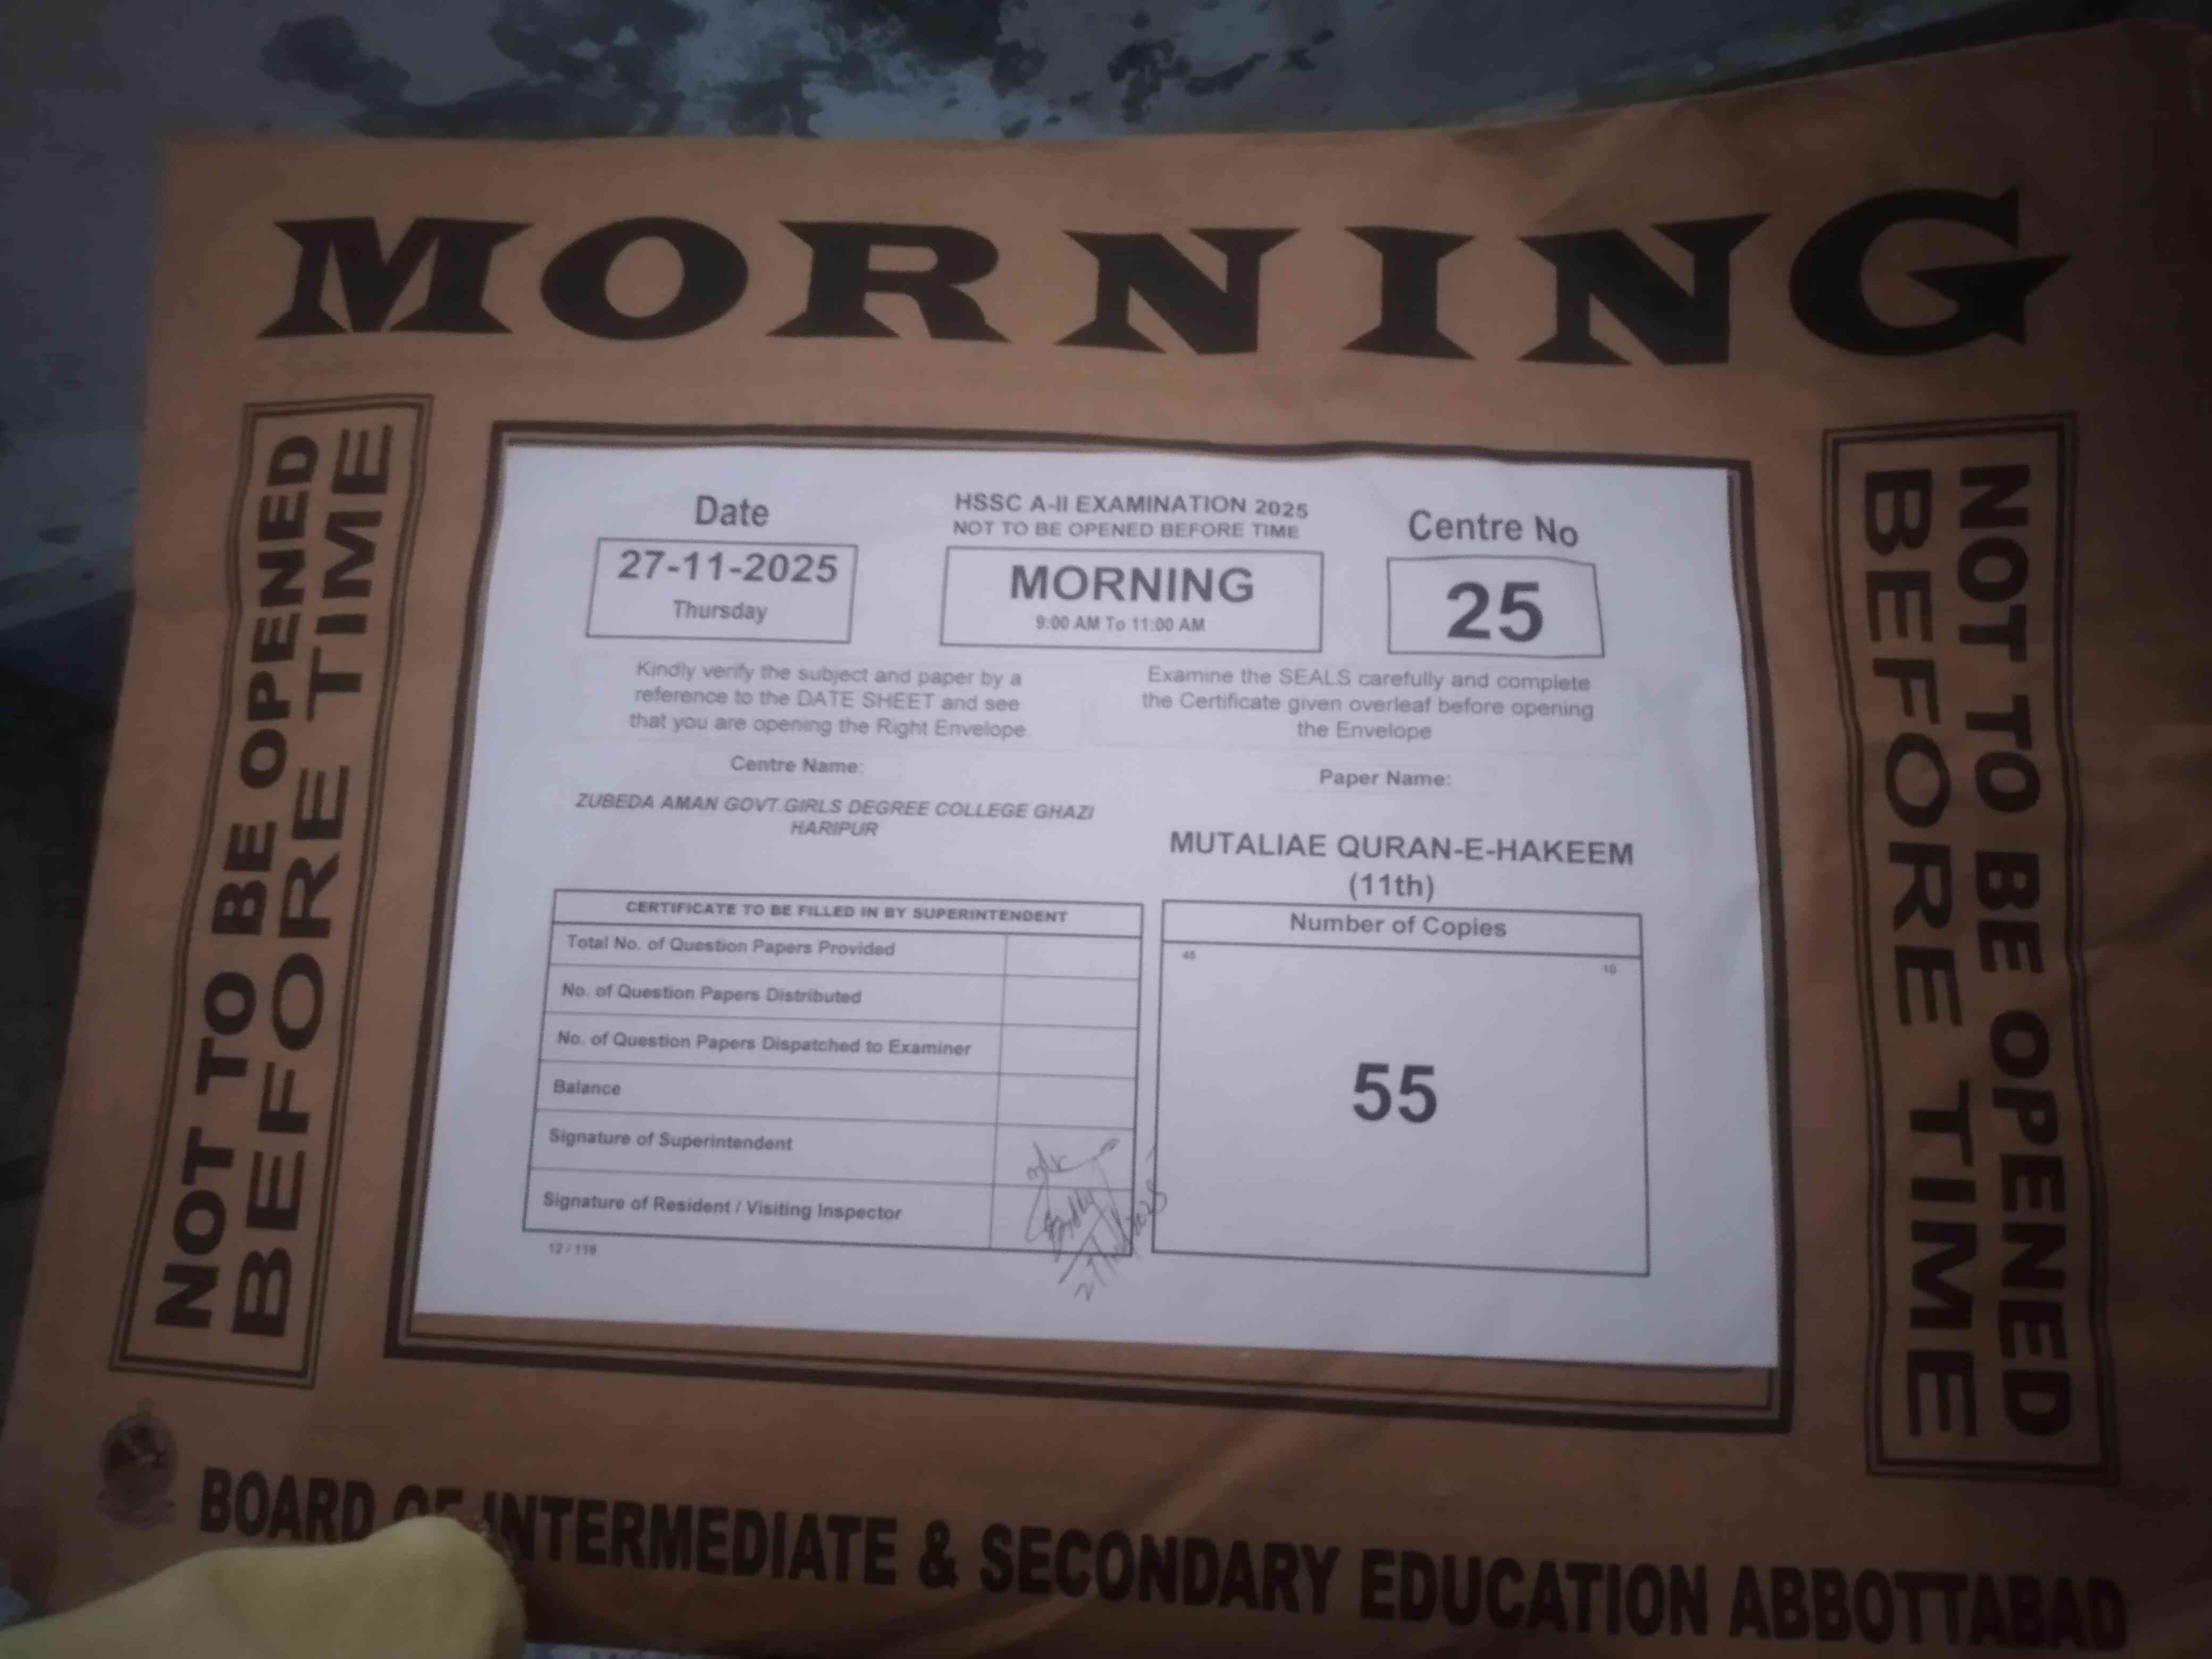 MORNING
NOT TO BE OPENED
BEFORE TIME
Date
27-11-2025
Thursday
HSSC A-II EXAMINATION 2025
NOT TO BE OPENED BEFORE TIME
MORNING
9:00 AM To 11:00 AM
Centre No
25
Kindly verify the subject and paper by a
reference to the DATE SHEET and see
that you are opening the Right Envelope
Examine the SEALS carefully and complete
the Certificate given overleaf before opening
the Envelope
Centre Name:
ZUBEDA AMAN GOVT.GIRLS DEGREE COLLEGE GHAZI
HARIPUR
Paper Name:
MUTALIAE QURAN-E-HAKEEM
(11th)
CERTIFICATE TO BE FILLED IN BY SUPERINTENDENT
Total No. of Question Papers Provided
No. of Question Papers Distributed
No. of Question Papers Dispatched to Examiner
Balance
Signature of Superintendent
Signature of Resident / Visiting Inspector
12 / 118
Number of Copies
45
10
55
NOT TO BE OPENED
BEFORE TIME
BOARD OF INTERMEDIATE & SECONDARY EDUCATION ABBOTTABAD